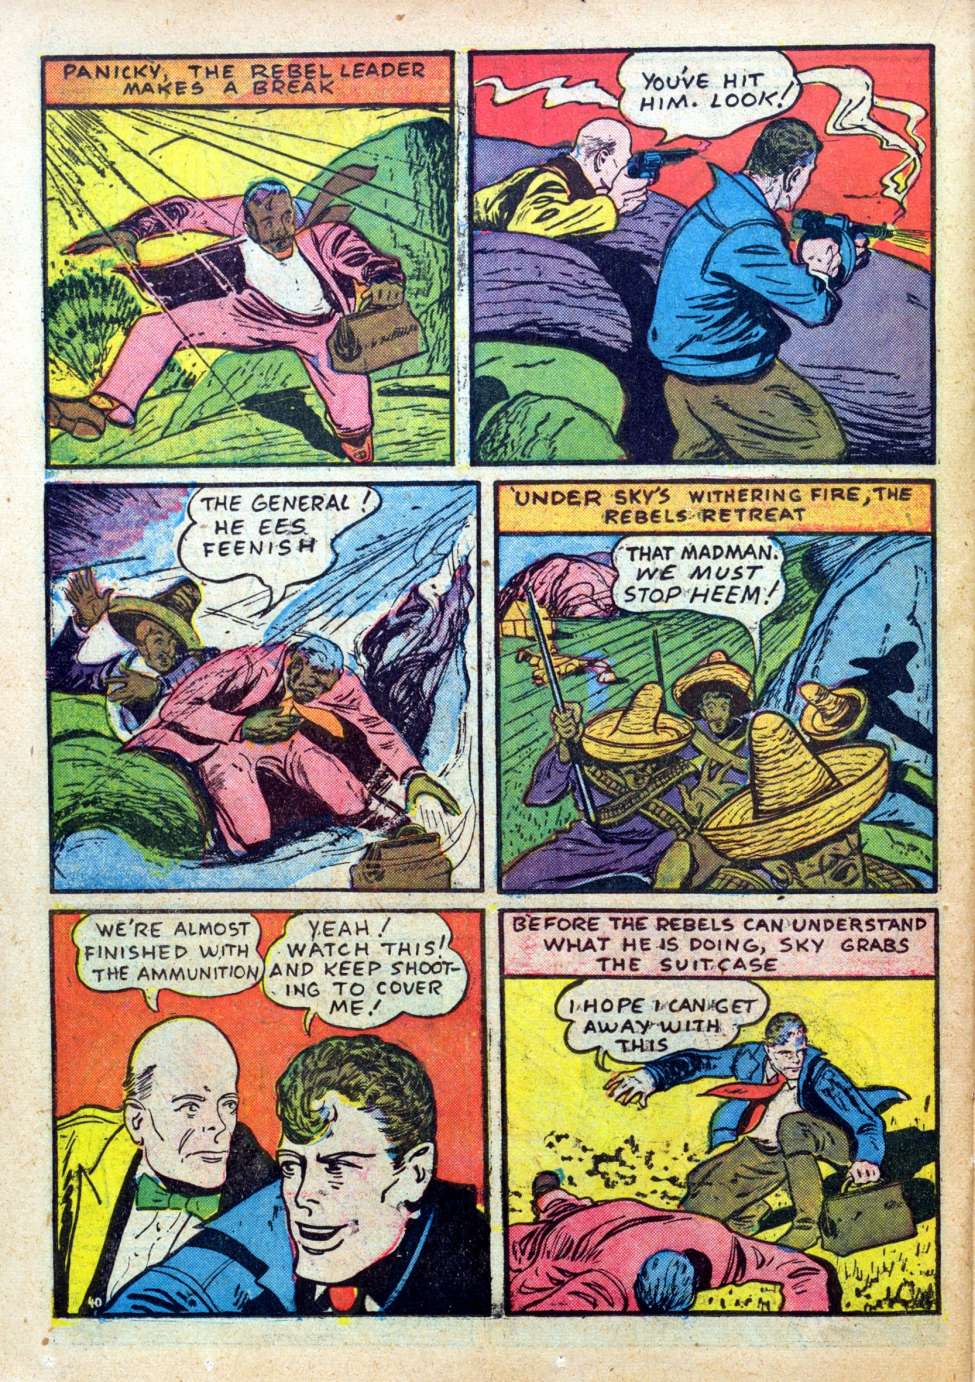 PANICKY, THE REBEL LEADER
MAKES A BREAK
YOU'VE HIT
HIM. LOOK!
THE GENERAL!
HE EES
FEENISH
UNDER SKY'S WITHERING FIRE, THE
REBELS RETREAT
THAT MADMAN.
WE MUST
STOP HEEM!
WE'RE ALMOST
FINISHED WITH
THE AMMUNITION
YEAH!
WATCH THIS!
AND KEEP SHOOT-
ING TO COVER
ME!
40
BEFORE THE REBELS CAN UNDERSTAND
WHAT HE IS DOING, SKY GRABS
THE SUITCASE
I HOPE I CAN GET
AWAY WITH
THIS